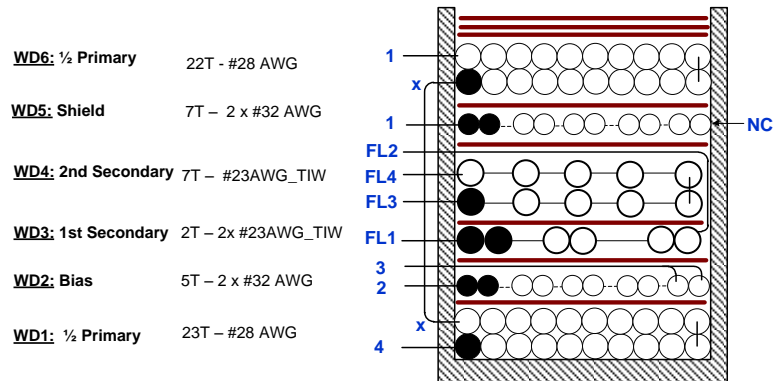 WD6: ½ Primary 22T - #28 AWG 1
x
WD5: Shield 7T – 2 x #32 AWG 1 NC
FL2
WD4: 2nd Secondary 7T – #23AWG_TIW FL4
FL3
WD3: 1st Secondary 2T – 2x #23AWG_TIW FL1
3
WD2: Bias 5T – 2 x #32 AWG 2
x
WD1: ½ Primary 23T – #28 AWG 4